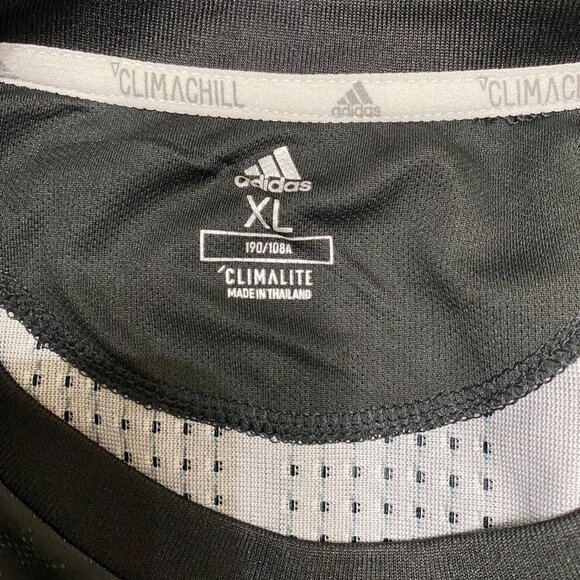 CLIMACHILL adidas CLIMACHILL
adidas
XL
190/108A
CLIMALITE
MADE IN THAILAND